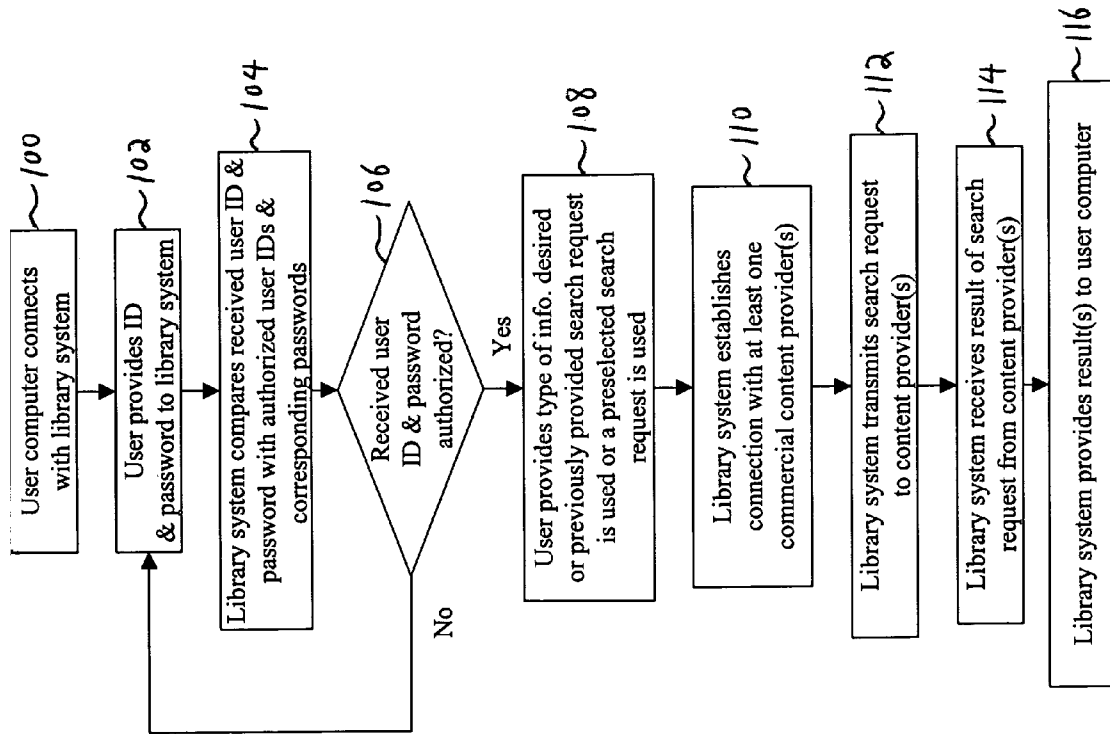 100
User computer connects
with library system
102
User provides ID
& password to library system
104
Library system compares received user ID &
password with authorized user IDs &
corresponding passwords
106
Received user
ID & password
authorized?
No
Yes
108
User provides type of info. desired
or previously provided search request
is used or a preselected search
request is used
110
Library system establishes
connection with at least one
commercial content provider(s)
112
Library system transmits search request
to content provider(s)
114
Library system receives result of search
request from content provider(s)
116
Library system provides result(s) to user computer